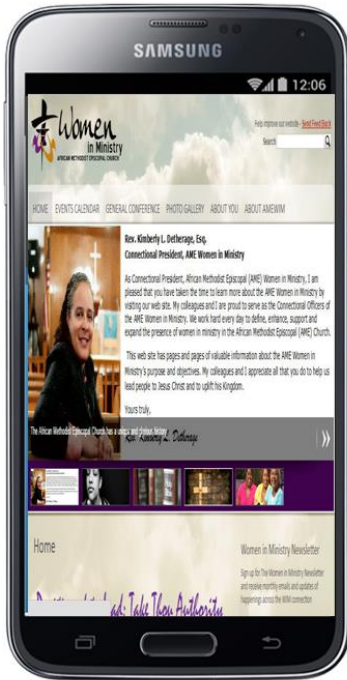 SAMSUNG
12:06
Women
in Ministry
AFRICAN METHODIST EPISCOPAL CHURCH
Help improve our website - Send Feed Back
Search
HOME EVENTS CALENDAR GENERAL CONFERENCE PHOTO GALLERY ABOUT YOU ABOUT AMEWIM
Rev. Kimberly L. Detherage, Esq.
Connectional President, AME Women in Ministry
As Connectional President, African Methodist Episcopal (AME) Women in Ministry, I am
pleased that you have taken the time to learn more about the AME Women in Ministry by
visiting our web site. My colleagues and I are proud to serve as the Connectional Officers of
the AME Women in Ministry. We work hard every day to define, enhance, support and
expand the presence of women in ministry in the African Methodist Episcopal (AME) Church.
This web site has pages and pages of valuable information about the AME Women in
Ministry's purpose and objectives. My colleagues and I appreciate all that you do to help us
lead people to Jesus Christ and to uplift his Kingdom.
Yours truly,
The African Methodist Episcopal Church has a unique and glorious history
Rev. Kimberly L. Detherage
Home
Women in Ministry Newsletter
Sign up for The Women in Ministry Newsletter
and receive monthly emails and updates of
happenings across the WIM connection
ad: Take Thou Authority